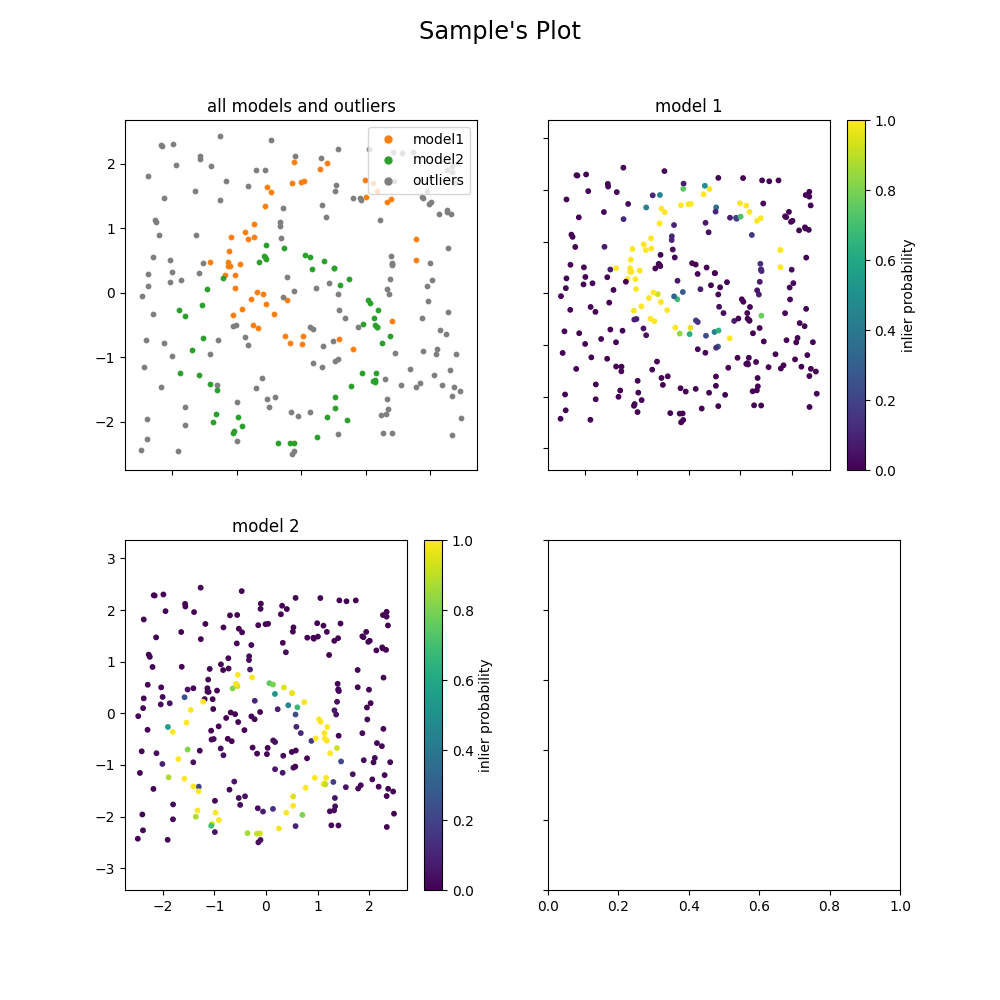 Sample's Plot
all models and outliers
model1
model2
outliers
2
1
0
−1
−2
model 1
1.0
0.8
0.6
0.4
0.2
0.0
inlier probability
model 2
3
2
1
0
−1
−2
−3
−2 −1 0 1 2
1.0
0.8
0.6
0.4
0.2
0.0
inlier probability
0.0 0.2 0.4 0.6 0.8 1.0